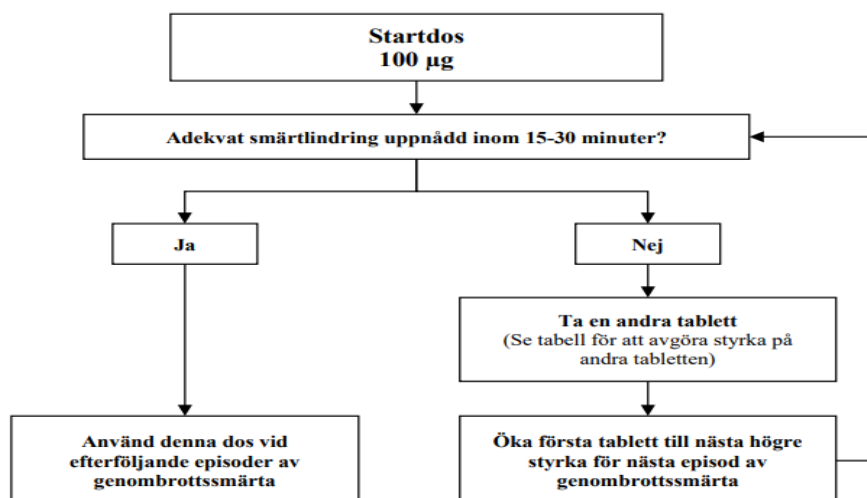 Startdos
100 µg
Adekvat smärtlindring uppnådd inom 15-30 minuter?
Ja
Nej
Ta en andra tablett
(Se tabell för att avgöra styrka på
andra tabletten)
Använd denna dos vid
efterföljande episoder av
genombrottssmärta
Öka första tablett till nästa högre
styrka för nästa episod av
genombrottssmärta